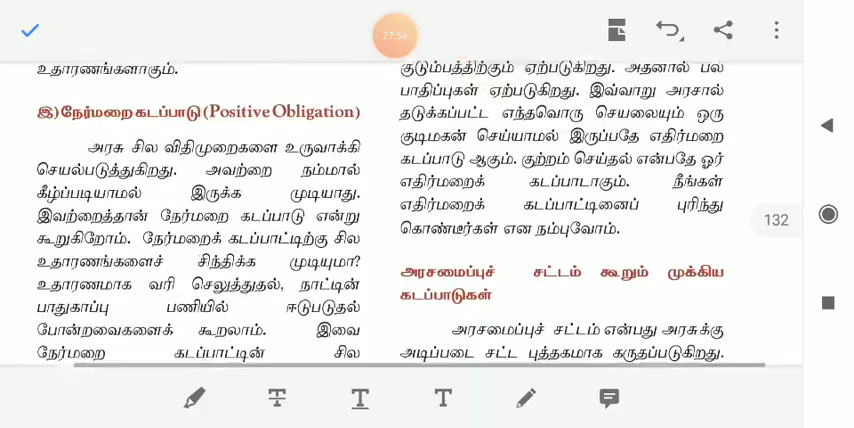 27:54
உதாரணங்களாகும்.
இ) நேர்மறை கடப்பாடு (Positive Obligation)
அரசு சில விதிமுறைகளை உருவாக்கி
செயல்படுத்துகிறது. அவற்றை நம்மால்
கீழ்ப்படியாமல் இருக்க முடியாது.
இவற்றைத்தான் நேர்மறை கடப்பாடு என்று
கூறுகிறோம். நேர்மறைக் கடப்பாட்டிற்கு சில
உதாரணங்களைச் சிந்திக்க முடியுமா?
உதாரணமாக வரி செலுத்துதல், நாட்டின்
பாதுகாப்பு பணியில் ஈடுபடுதல்
போன்றவைகளைக் கூறலாம். இவை
நேர்மறை கடப்பாட்டின் சில
குடும்பத்திற்கும் ஏற்படுகிறது. அதனால் பல
பாதிப்புகள் ஏற்படுகிறது. இவ்வாறு அரசால்
தடுக்கப்பட்ட எந்தவொரு செயலையும் ஒரு
குடிமகன் செய்யாமல் இருப்பதே எதிர்மறை
கடப்பாடு ஆகும். குற்றம் செய்தல் என்பதே ஓர்
எதிர்மறைக் கடப்பாடாகும். நீங்கள்
எதிர்மறைக் கடப்பாட்டினைப் புரிந்து
கொண்டீர்கள் என நம்புவோம்.
அரசமைப்புச் சட்டம் கூறும் முக்கிய
கடப்பாடுகள்
அரசமைப்புச் சட்டம் என்பது அரசுக்கு
அடிப்படை சட்ட புத்தகமாக கருதப்படுகிறது.
132